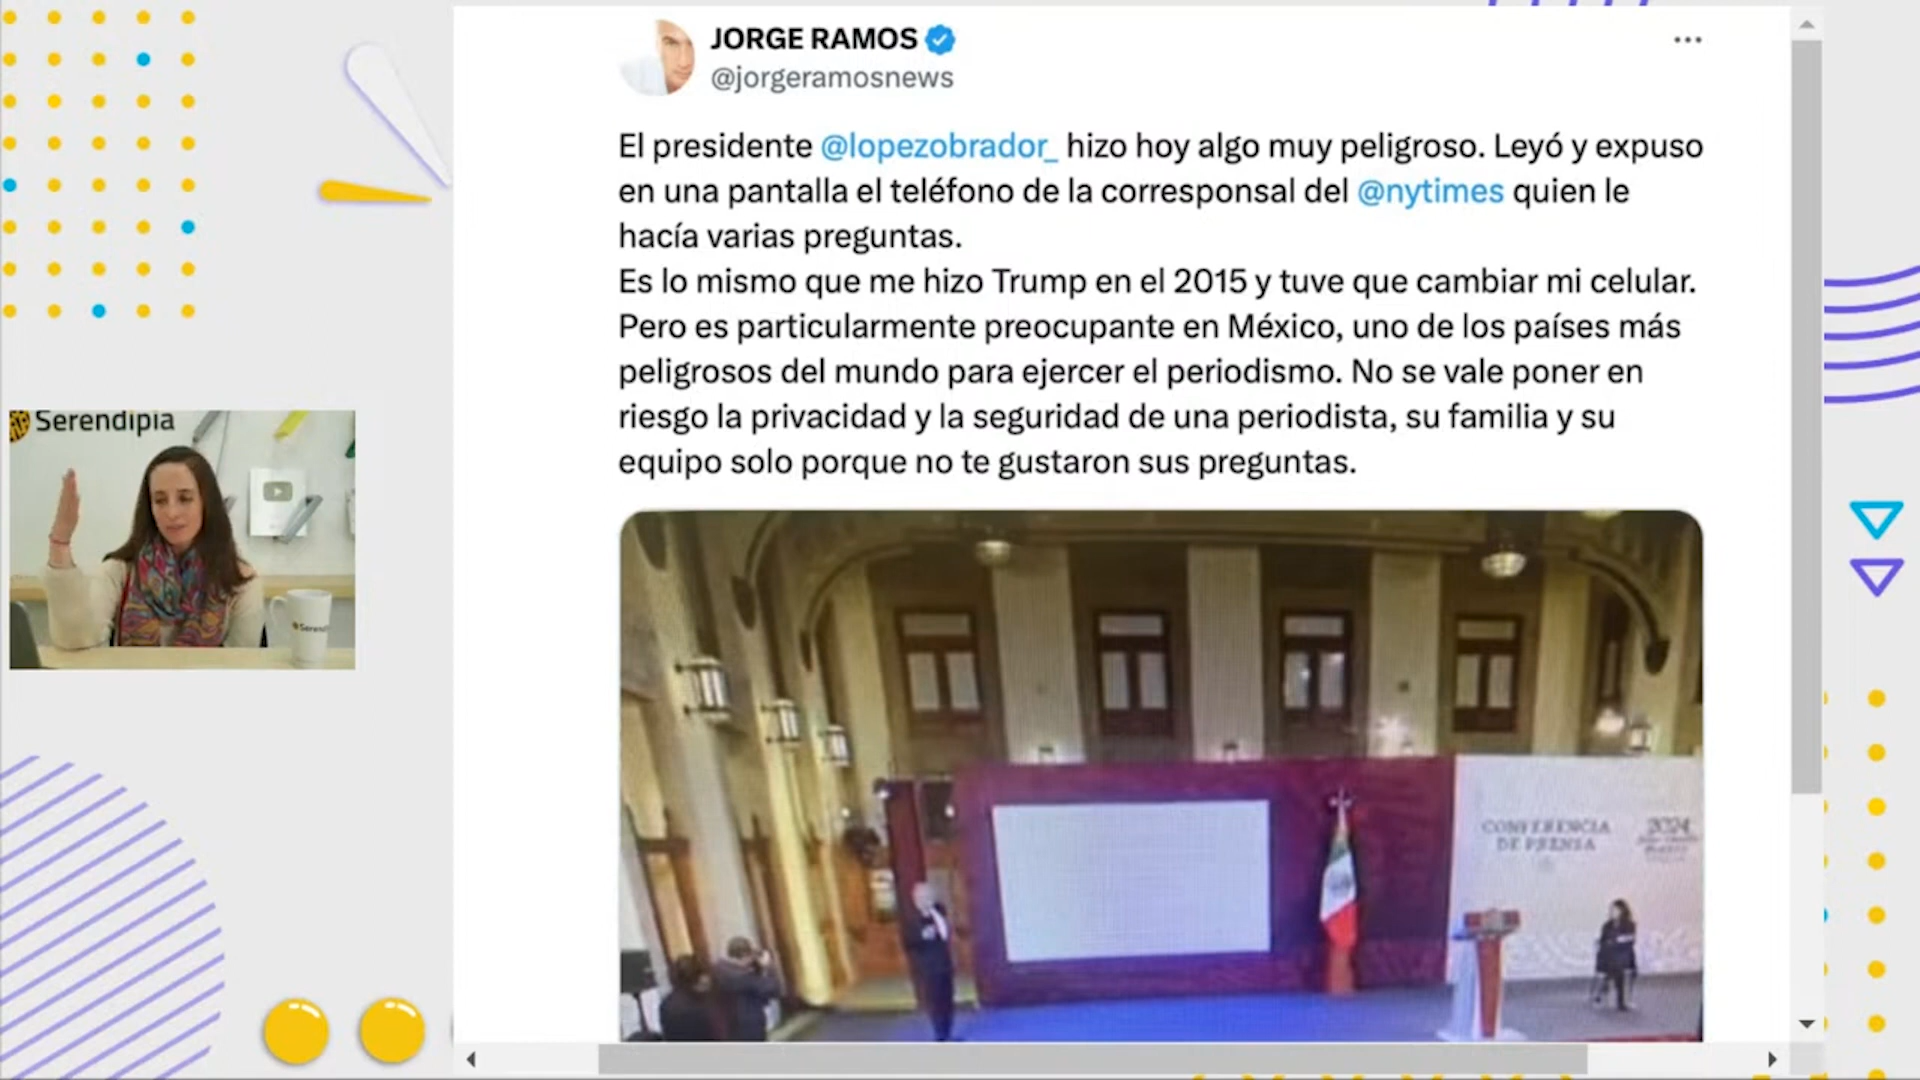 JORGE RAMOS
@jorgeramosnews
El presidente @lopezobrador_ hizo hoy algo muy peligroso. Leyó y expuso
en una pantalla el teléfono de la corresponsal del @nytimes quien le
hacía varias preguntas.
Es lo mismo que me hizo Trump en el 2015 y tuve que cambiar mi celular.
Pero es particularmente preocupante en México, uno de los países más
peligrosos del mundo para ejercer el periodismo. No se vale poner en
riesgo la privacidad y la seguridad de una periodista, su familia y su
equipo solo porque no te gustaron sus preguntas.
Serendipia
CONFERENCIA
DE PRENSA
2024